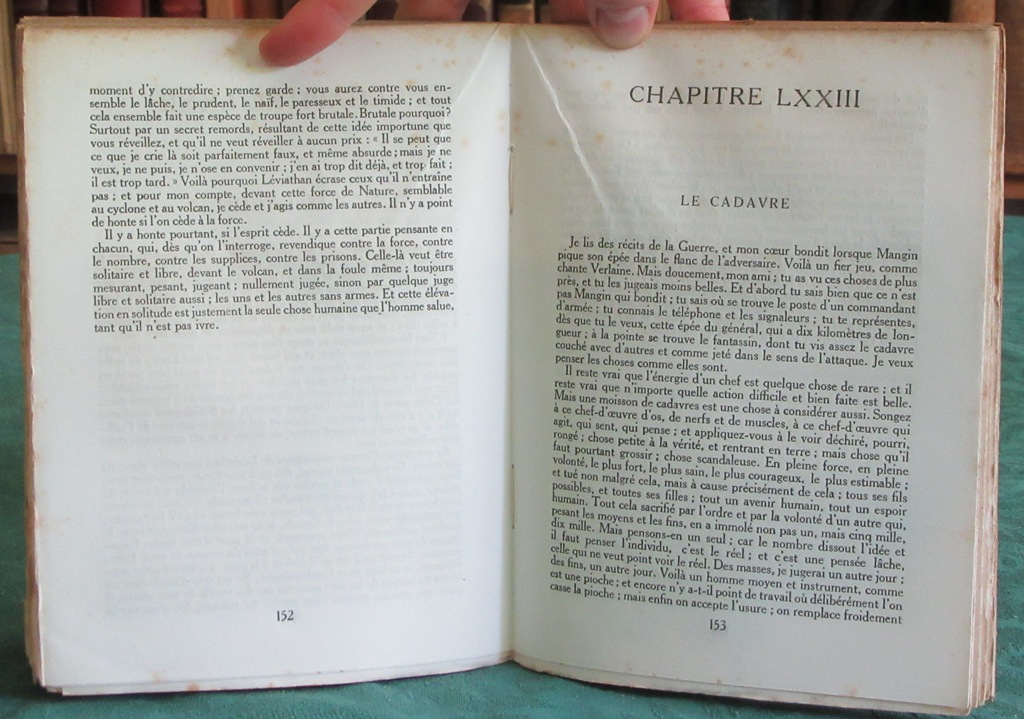 moment d'y contredire ; prenez garde ; vous aurez contre vous en-
semble le lâche, le prudent, le naïf, le paresseux et le timide ; et tout
cela ensemble fait une espèce de troupe fort brutale. Brutale pourquoi?
Surtout par un secret remords, résultant de cette idée importune que
vous réveillez, et qu'il ne veut réveiller à aucun prix : « Il se peut que
ce que je crie là soit parfaitement faux, et même absurde ; mais je ne
veux, je ne puis, je n'ose en convenir ; j'en ai trop dit déjà, et trop fait ;
il est trop tard. » Voilà pourquoi Léviathan écrase ceux qu'il n'entraîne
pas ; et pour mon compte, devant cette force de Nature, semblable
au cyclone et au volcan, je cède et j'agis comme les autres. Il n'y a point
de honte si l'on cède à la force.
Il y a honte pourtant, si l'esprit cède. Il y a cette partie pensante en
chacun, qui, dès qu'on l'interroge, revendique contre la force, contre
le nombre, contre les supplices, contre les prisons. Celle-là veut être
solitaire et libre, devant le volcan, et dans la foule même ; toujours
mesurant, pesant, jugeant ; nullement jugée, sinon par quelque juge
libre et solitaire aussi ; les uns et les autres sans armes. Et cette éléva-
tion en solitude est justement la seule chose humaine que l'homme salue,
tant qu'il n'est pas ivre.
152
CHAPITRE LXXIII
LE CADAVRE
Je lis des récits de la Guerre, et mon cœur bondit lorsque Mangin
pique son épée dans le flanc de l'adversaire. Voilà un fier jeu, comme
chante Verlaine. Mais doucement, mon ami ; tu as vu ces choses de plus
près, et tu les jugeais moins belles. Et d'abord tu sais bien que ce n'est
pas Mangin qui bondit ; tu sais où se trouve le poste d'un commandant
d'armée ; tu connais le téléphone et les signaleurs ; tu te représentes,
dès que tu le veux, cette épée du général, qui a dix kilomètres de lon-
gueur ; à la pointe se trouve le fantassin, dont tu vis assez le cadavre
couché avec d'autres et comme jeté dans le sens de l'attaque. Je veux
penser les choses comme elles sont.
Il reste vrai que l'énergie d'un chef est quelque chose de rare ; et il
reste vrai que n'importe quelle action difficile et bien faite est belle.
Mais une moisson de cadavres est une chose à considérer aussi. Songez
à ce chef-d'œuvre d'os, de nerfs et de muscles, à ce chef-d'œuvre qui
agit, qui sent, qui pense ; et appliquez-vous à le voir déchiré, pourri,
rongé ; chose petite à la vérité, et rentrant en terre ; mais chose qu'il
faut pourtant grossir ; chose scandaleuse. En pleine force, en pleine
volonté, le plus fort, le plus sain, le plus courageux, le plus estimable ;
et tué non malgré cela, mais à cause précisément de cela ; tous ses fils
possibles, et toutes ses filles ; tout un avenir humain, tout un espoir
humain. Tout cela sacrifié par l'ordre et par la volonté d'un autre qui,
pesant les moyens et les fins, en a immolé non pas un, mais cinq mille,
dix mille. Mais pensons-en un seul ; car le nombre dissout l'idée et
il faut penser l'individu, c'est le réel ; et c'est une pensée lâche,
celle qui ne veut point voir le réel. Des masses, je jugerai un autre jour ;
des fins, un autre jour. Voilà un homme moyen et instrument, comme
est une pioche ; et encore n'y a-t-il point de travail où délibérément l'on
casse la pioche ; mais enfin on accepte l'usure ; on remplace froidement
153